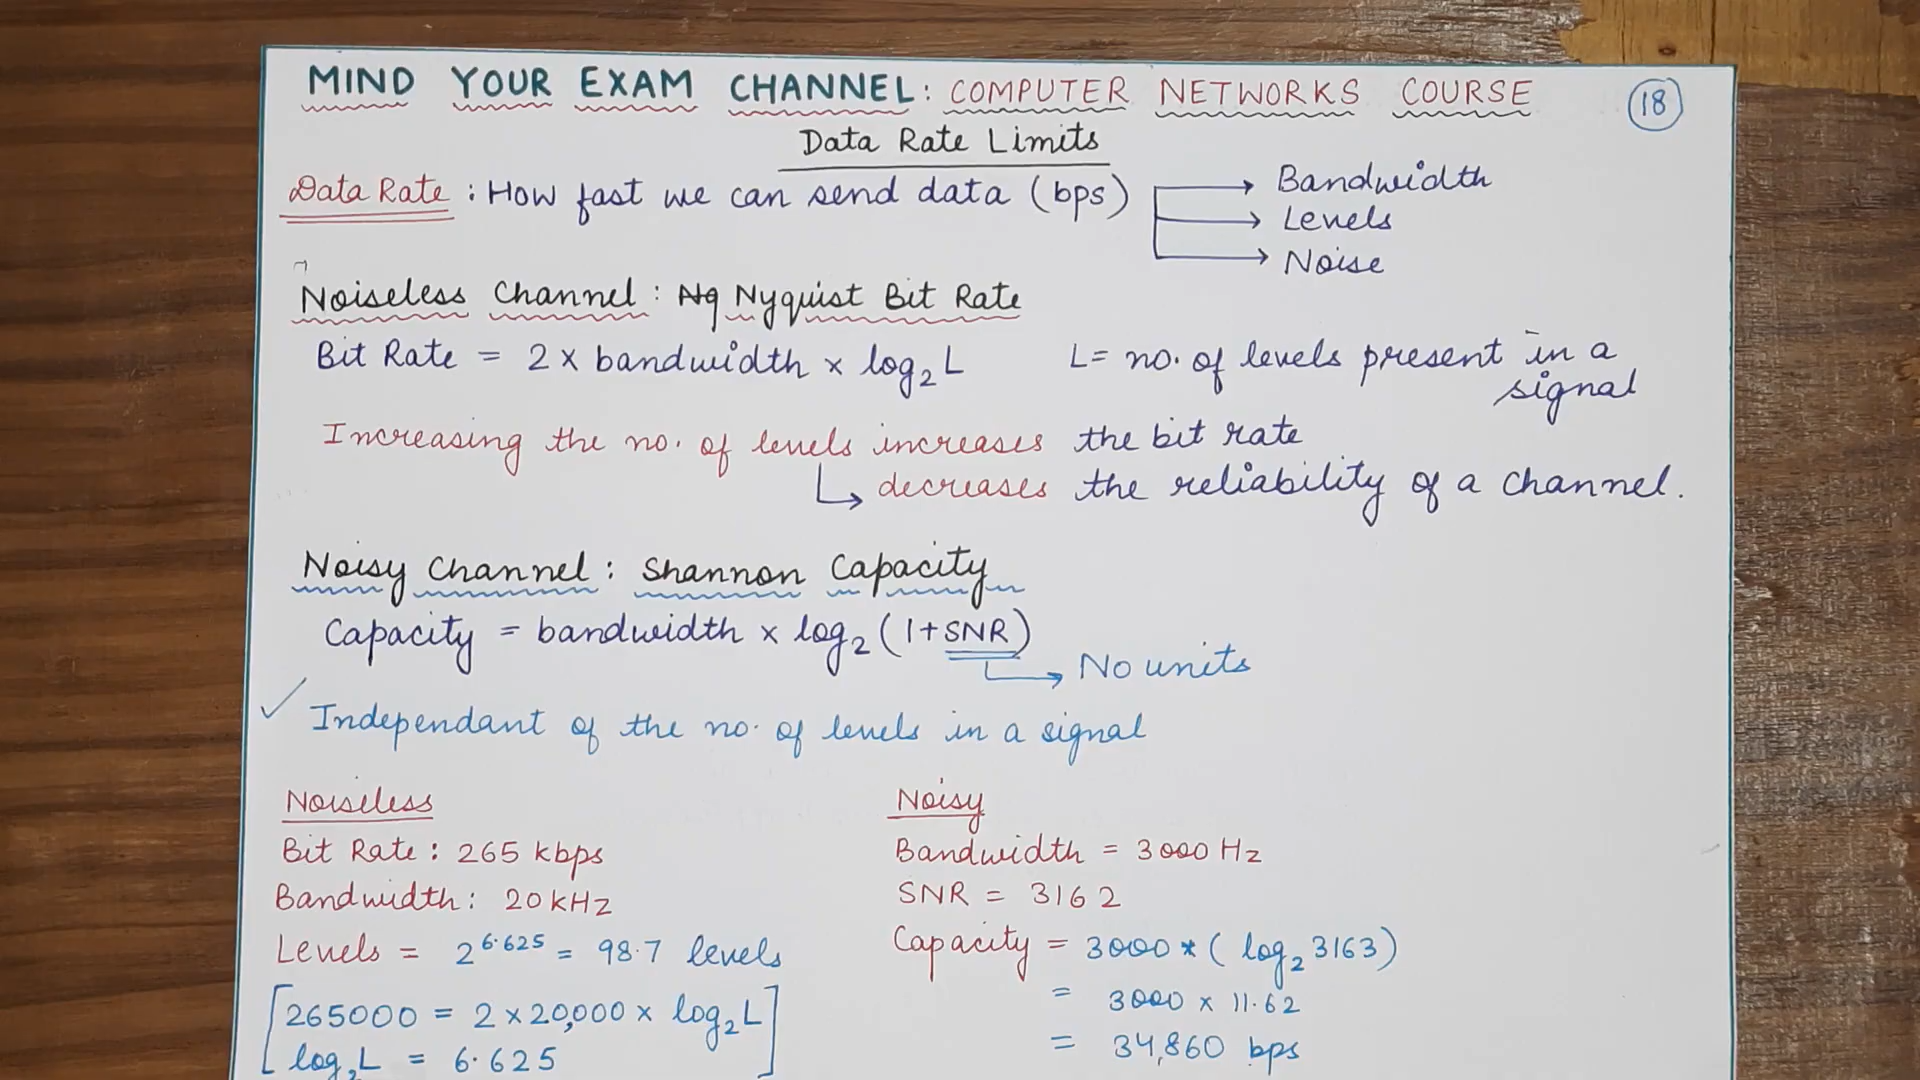 MIND YOUR EXAM CHANNEL: COMPUTER NETWORKS COURSE
18
Data Rate Limits
Data Rate : How fast we can send data (bps)
Bandwidth
Levels
Noise
Noiseless Channel : Nq Nyquist Bit Rate
Bit Rate = 2 x bandwidth x log₂ L
L = no. of levels present in a signal
Increasing the no. of levels increases the bit rate
decreases the reliability of a channel.
Noisy Channel : Shannon Capacity
Capacity = bandwidth x log₂ (1+SNR)
No units
✓ Independant of the no. of levels in a signal
Noiseless
Bit Rate : 265 kbps
Bandwidth : 20 kHz
Levels = 2^6.625 = 98.7 levels
[265000 = 2 x 20,000 x log₂ L]
log₂ L = 6.625
Noisy
Bandwidth = 3000 Hz
SNR = 3162
Capacity = 3000 * ( log₂ 3163)
= 3000 x 11.62
= 34,860 bps